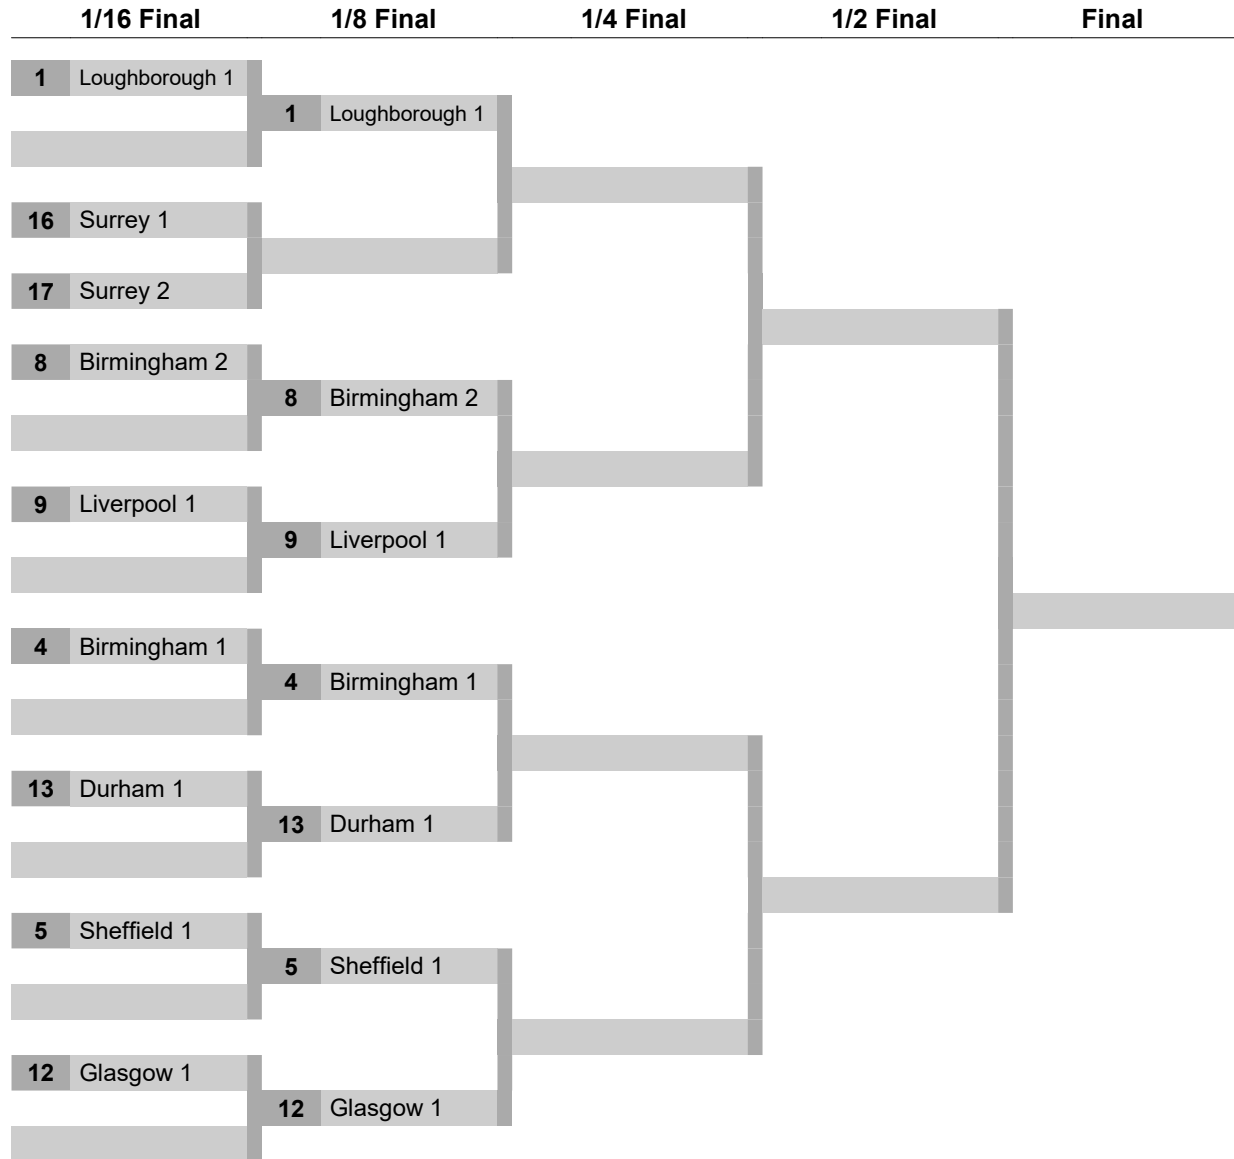 1/16 Final 1/8 Final 1/4 Final 1/2 Final Final
1 Loughborough 1
1 Loughborough 1
16 Surrey 1
17 Surrey 2
8 Birmingham 2
8 Birmingham 2
9 Liverpool 1
9 Liverpool 1
4 Birmingham 1
4 Birmingham 1
13 Durham 1
13 Durham 1
5 Sheffield 1
5 Sheffield 1
12 Glasgow 1
12 Glasgow 1